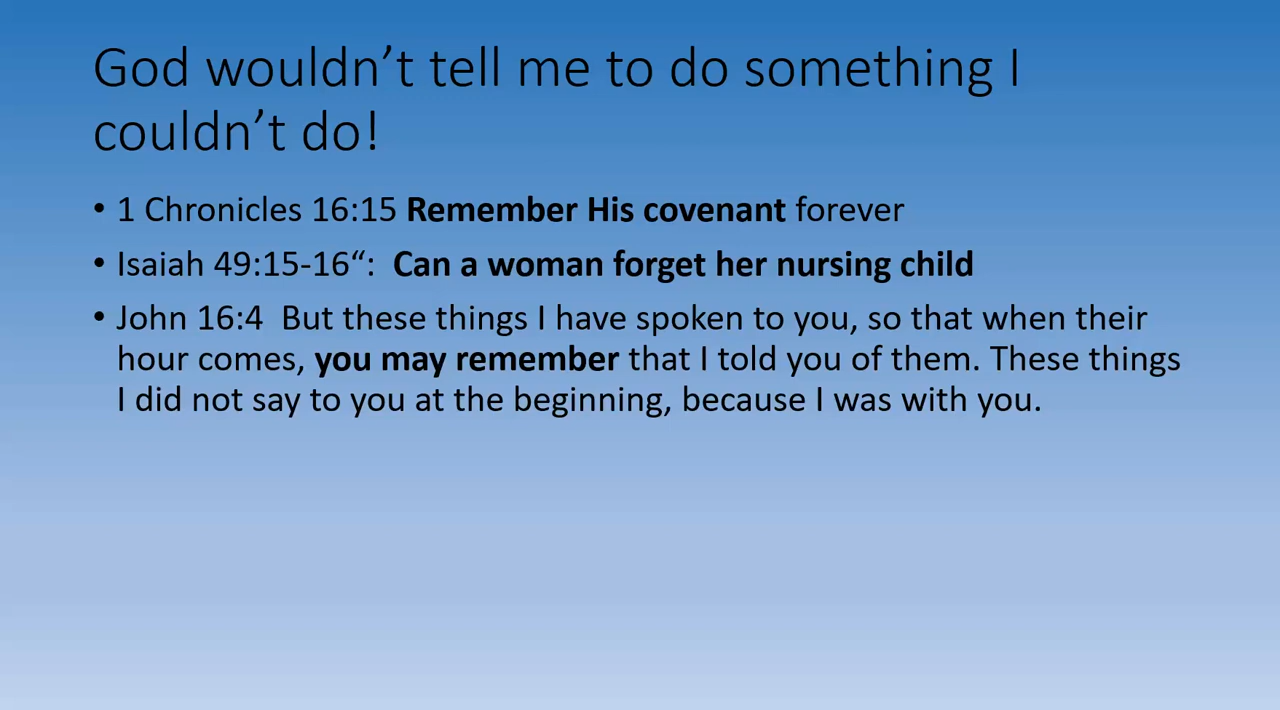 God wouldn’t tell me to do something I
couldn’t do!
• 1 Chronicles 16:15 Remember His covenant forever
• Isaiah 49:15-16“:  Can a woman forget her nursing child
• John 16:4  But these things I have spoken to you, so that when their
hour comes, you may remember that I told you of them. These things
I did not say to you at the beginning, because I was with you.